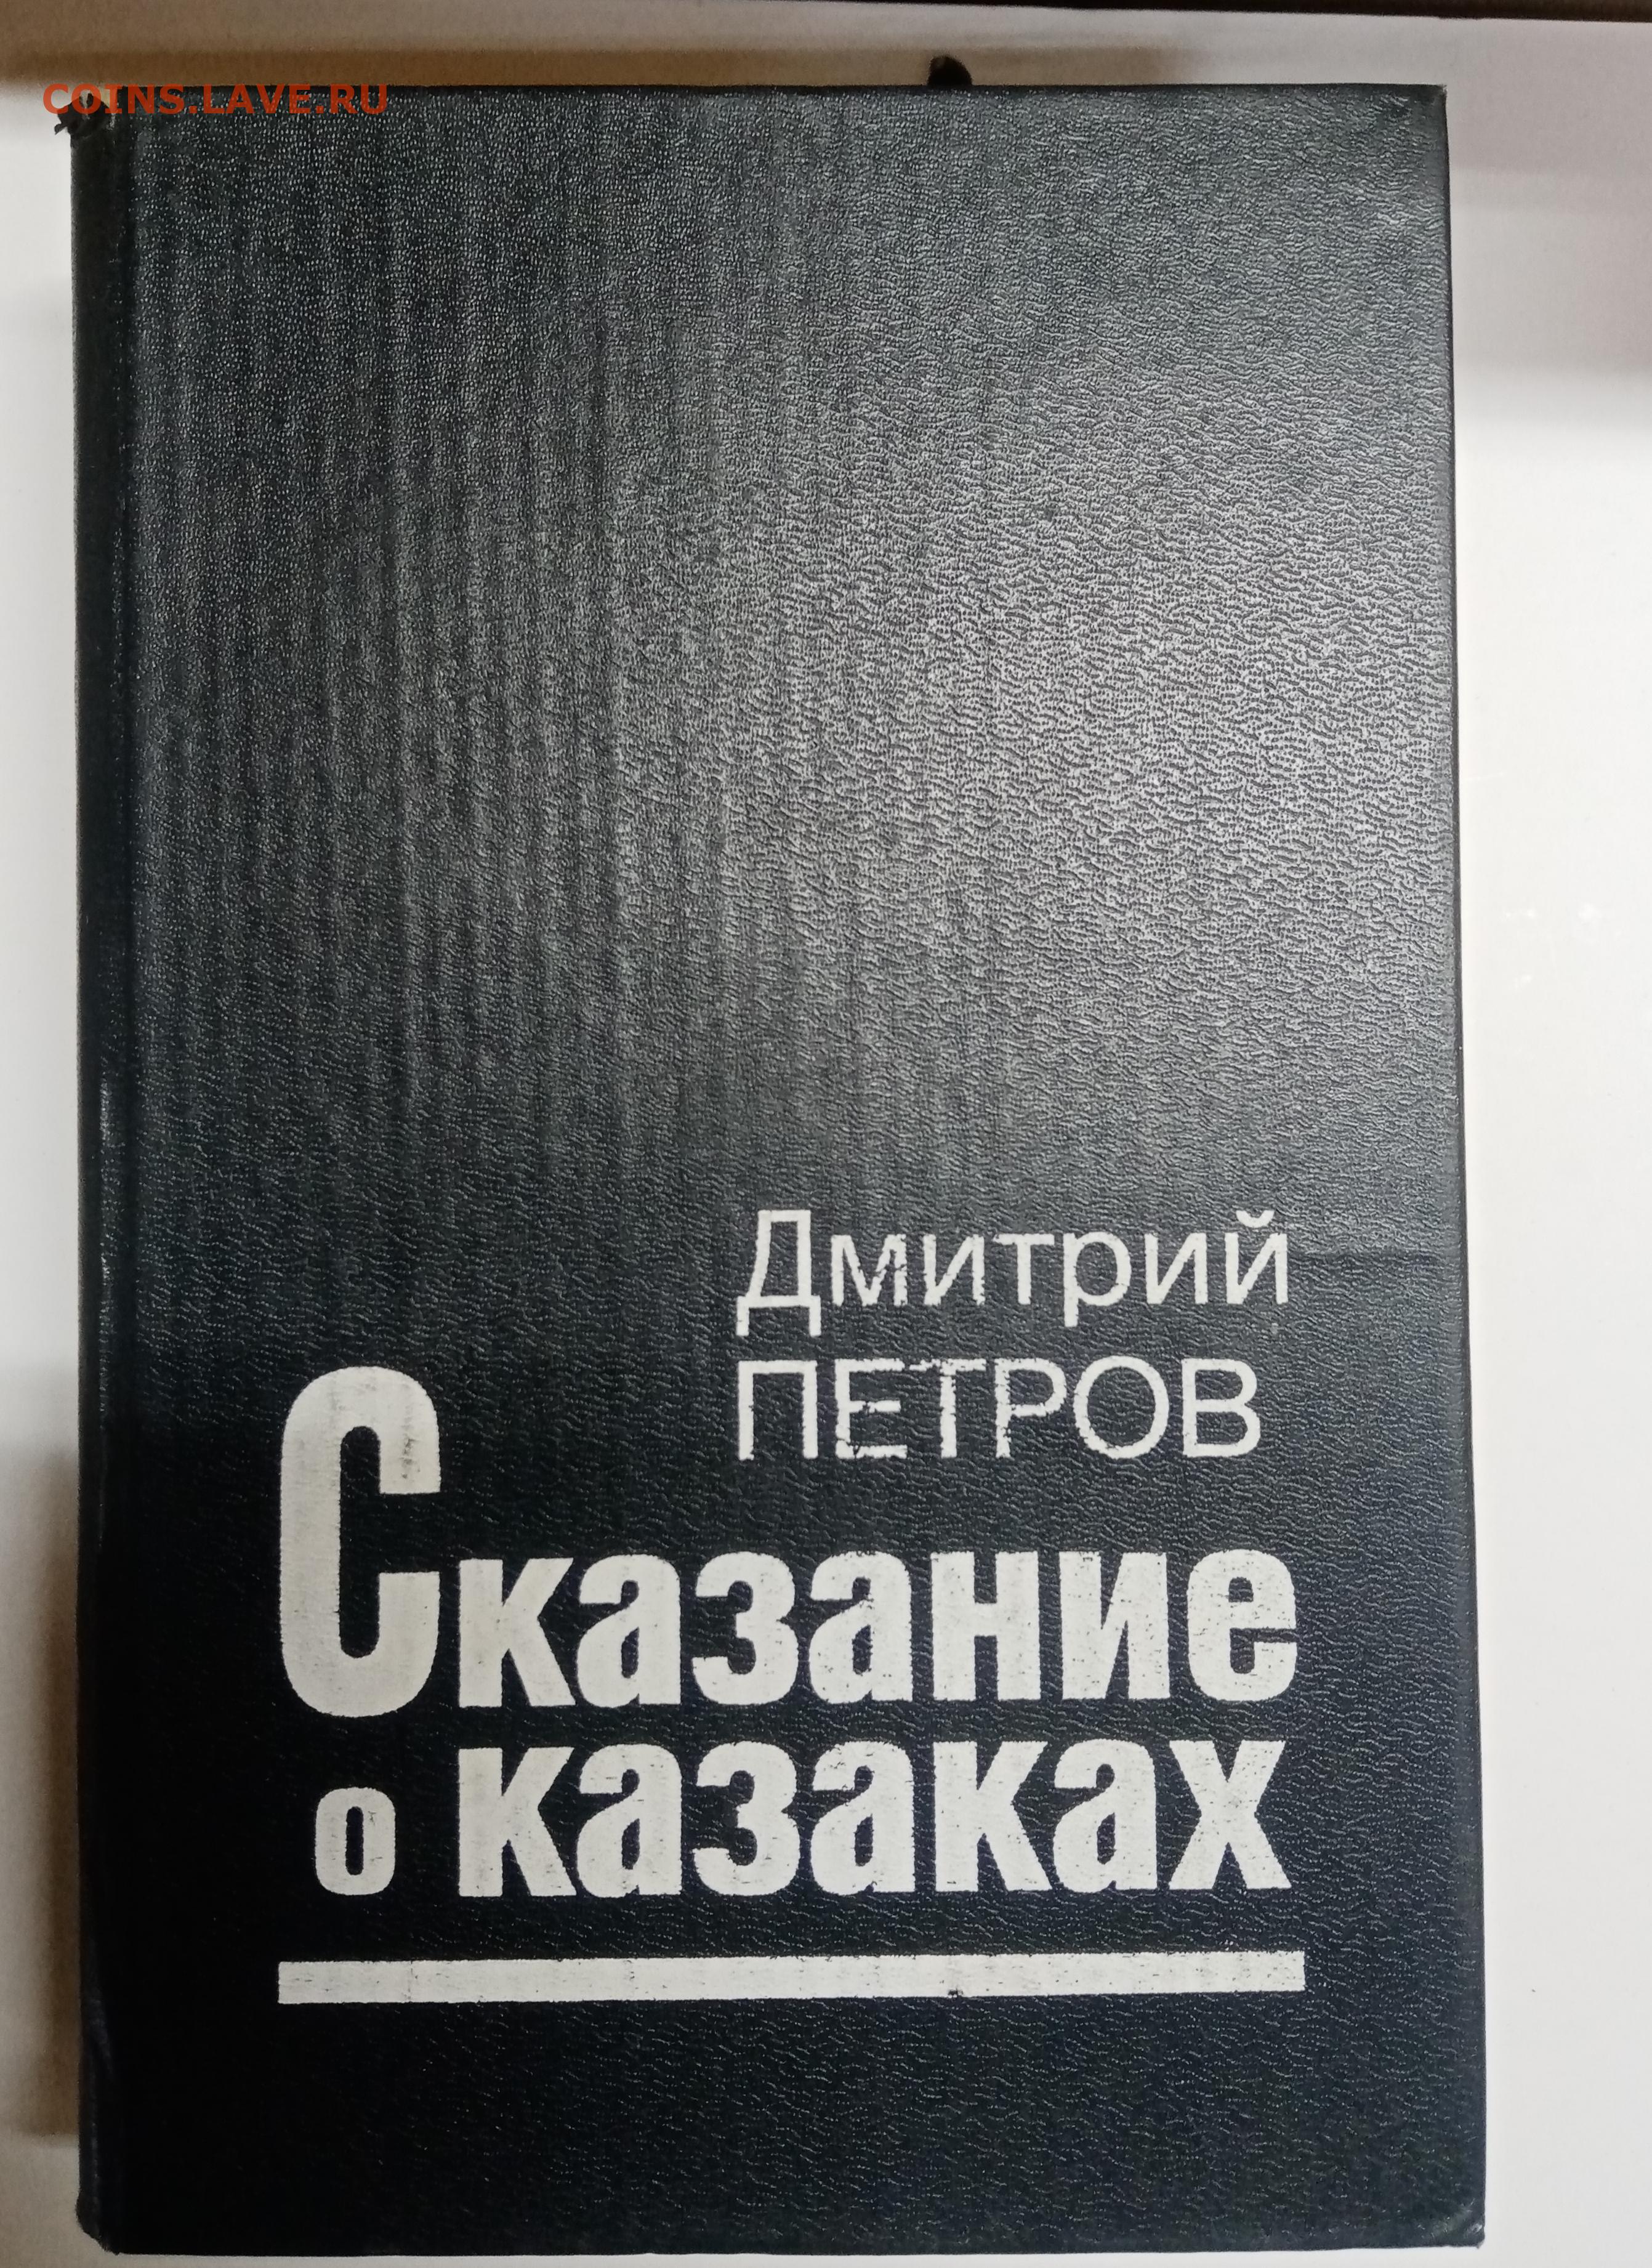 COINS.LAVE.RU
Дмитрий
ПЕТРОВ
Сказание
о казаках